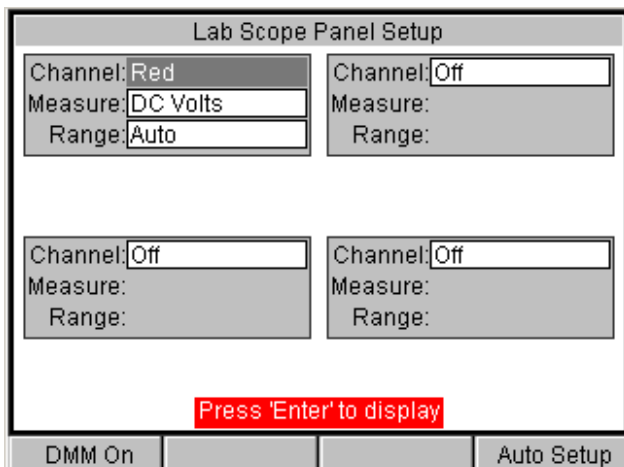 Lab Scope Panel Setup
Channel: Red
Measure: DC Volts
Range: Auto
Channel: Off
Measure:
Range:
Channel: Off
Measure:
Range:
Channel: Off
Measure:
Range:
Press 'Enter' to display
DMM On
Auto Setup